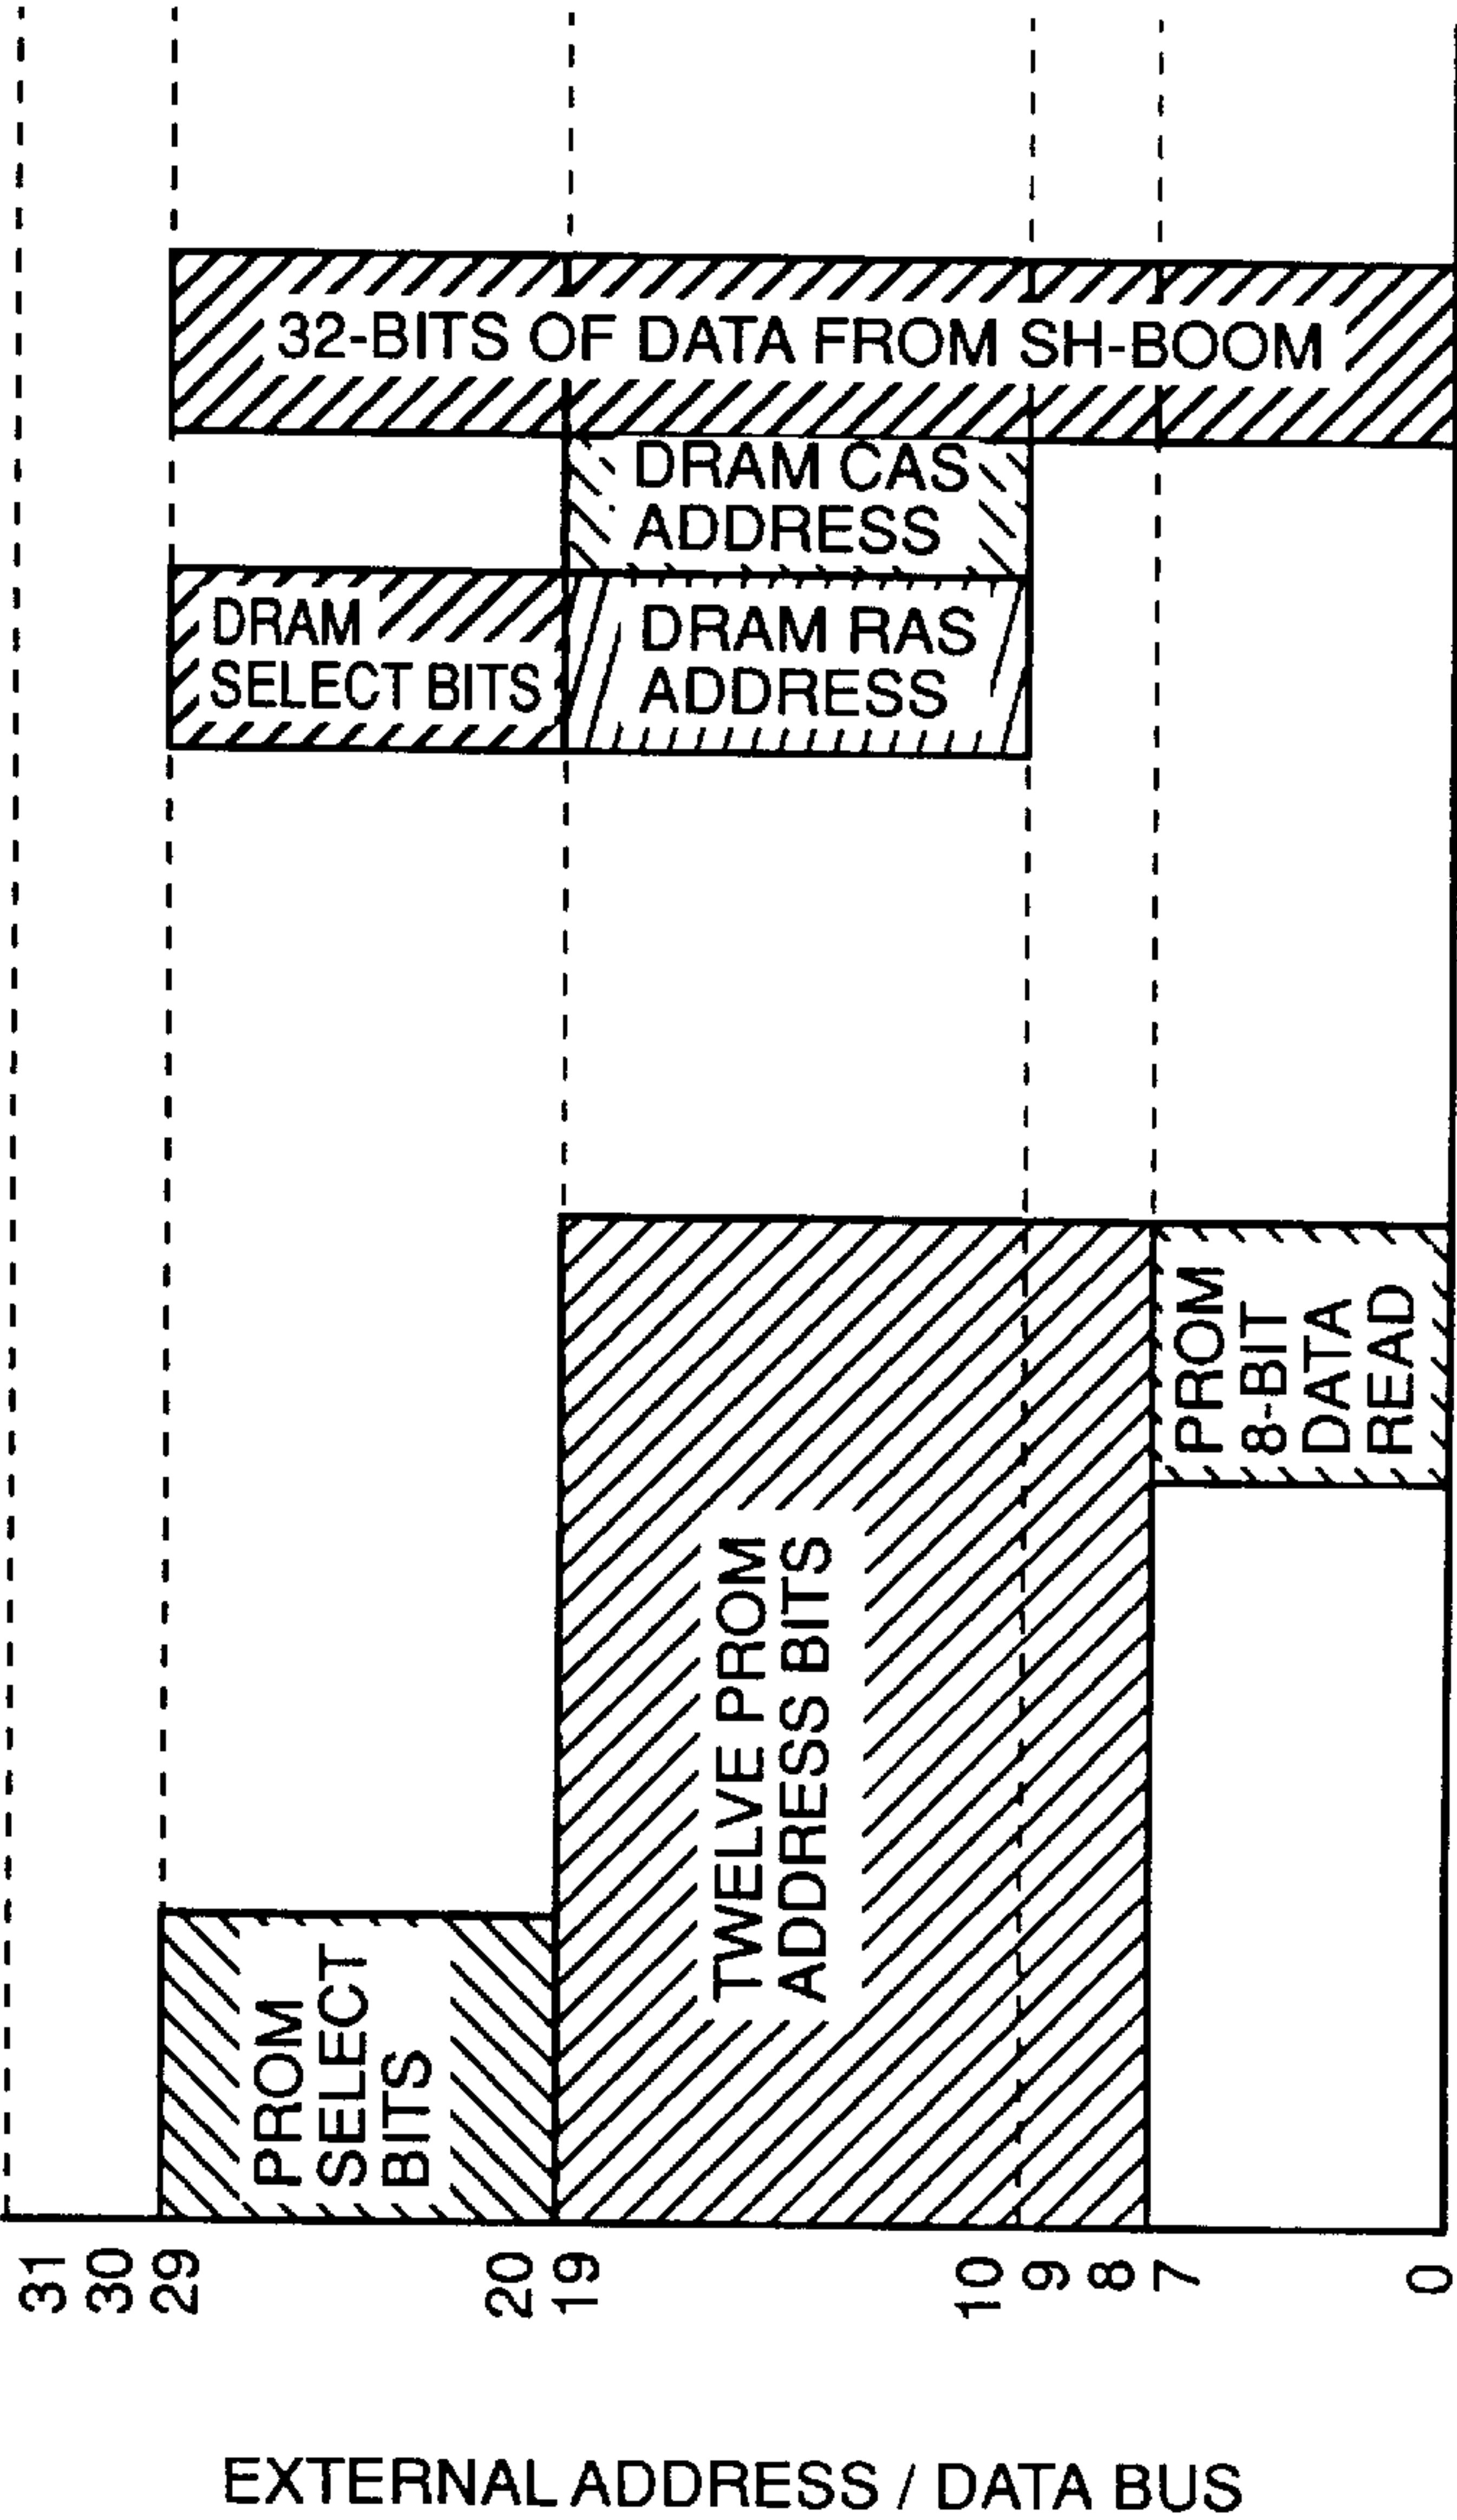 32-BITS OF DATA FROM SH-BOOM
DRAM CAS
ADDRESS
DRAM
SELECT BITS
DRAM RAS
ADDRESS
PROM
8-BIT
DATA
READ
TWELVE PROM
ADDRESS BITS
PROM
SELECT
BITS
31
30
29
20
19
10
9
8
7
0
EXTERNAL ADDRESS / DATA BUS